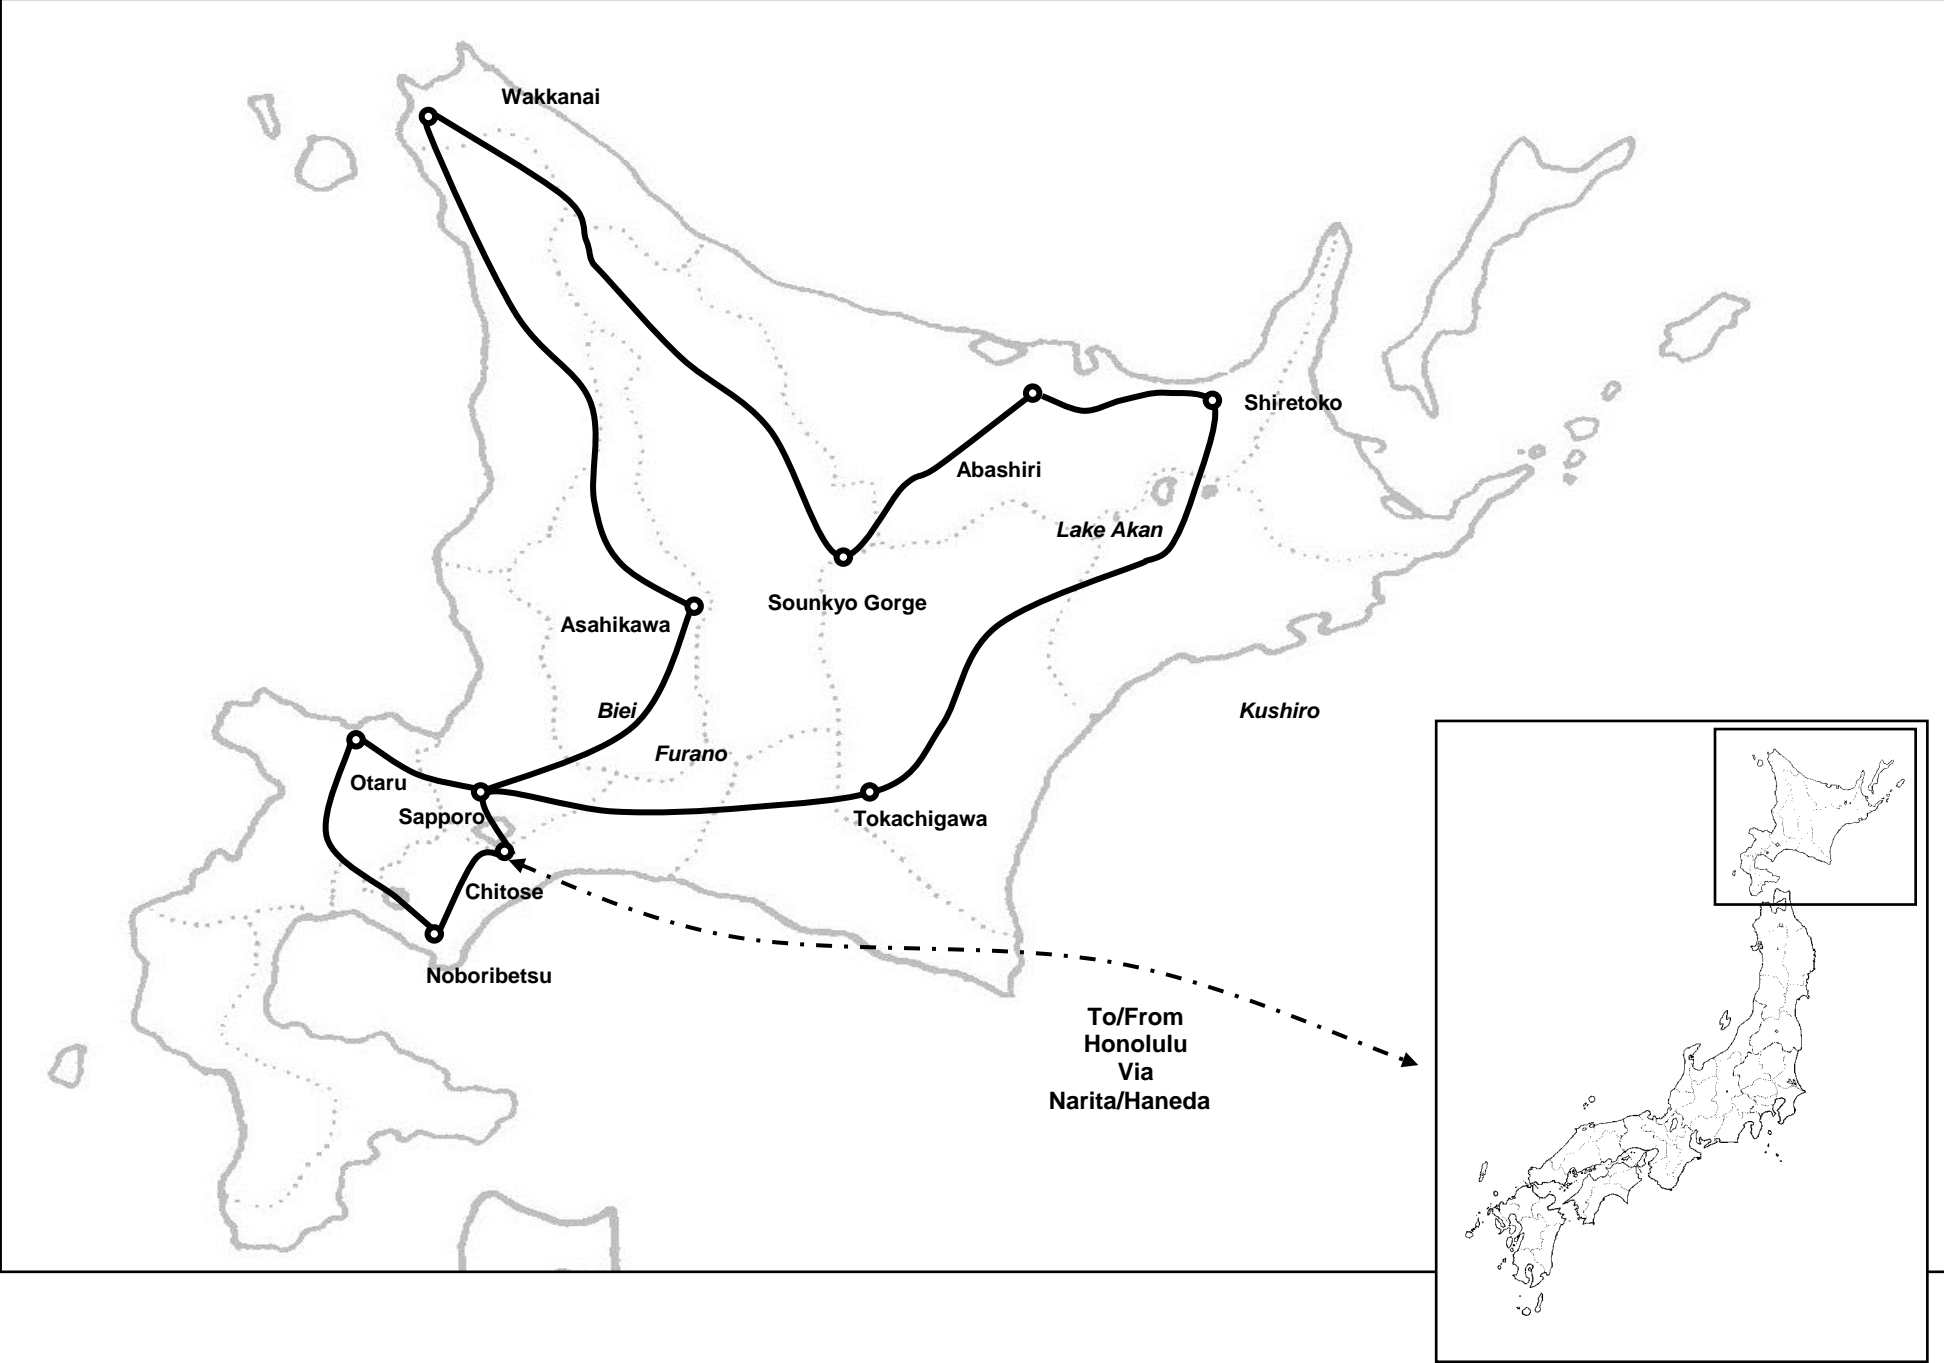 Wakkanai
Shiretoko
Abashiri
Lake Akan
Sounkyo Gorge
Asahikawa
Biei
Kushiro
Furano
Otaru
Sapporo
Tokachigawa
Chitose
Noboribetsu
To/From
Honolulu
Via
Narita/Haneda